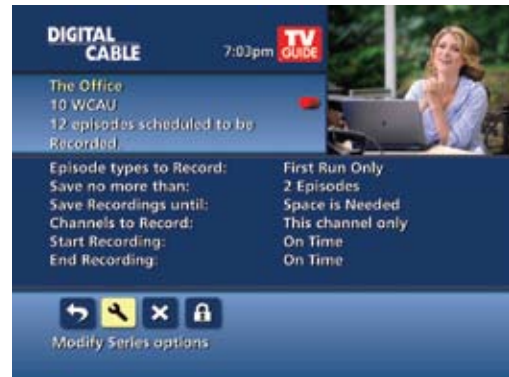 DIGITAL
CABLE
7:03pm
TV
GUIDE
The Office
10 WCAU
12 episodes scheduled to be
Recorded.
Episode types to Record: First Run Only
Save no more than: 2 Episodes
Save Recordings until: Space is Needed
Channels to Record: This channel only
Start Recording: On Time
End Recording: On Time
Modify Series options